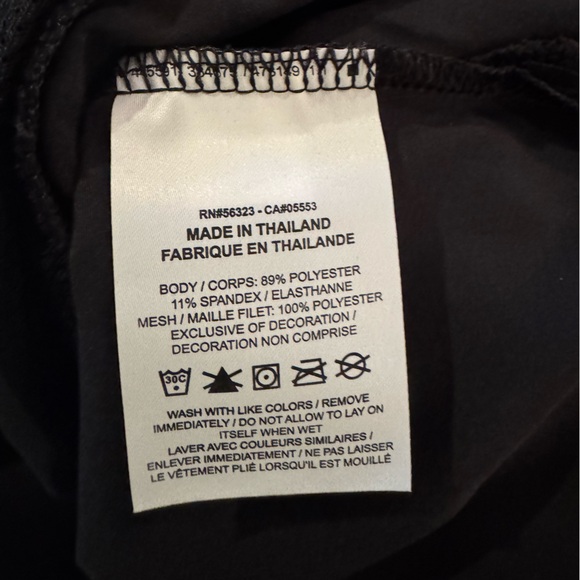 RN#56323 - CA#05553
MADE IN THAILAND
FABRIQUE EN THAILANDE
BODY / CORPS: 89% POLYESTER
11% SPANDEX / ELASTHANNE
MESH / MAILLE FILET: 100% POLYESTER
EXCLUSIVE OF DECORATION /
DECORATION NON COMPRISE
30C
WASH WITH LIKE COLORS / REMOVE
IMMEDIATELY / DO NOT ALLOW TO LAY ON
ITSELF WHEN WET
LAVER AVEC COULEURS SIMILAIRES /
ENLEVER IMMEDIATEMENT / NE PAS LAISSER
LE VÊTEMENT PLIÉ LORSQU'IL EST MOUILLÉ